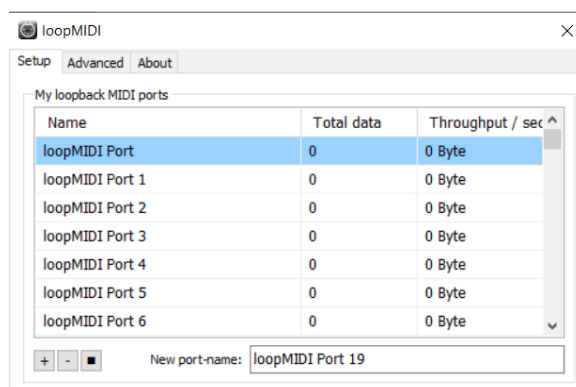 loopMIDI
Setup Advanced About
My loopback MIDI ports
Name Total data Throughput / sec
loopMIDI Port 0 0 Byte
loopMIDI Port 1 0 0 Byte
loopMIDI Port 2 0 0 Byte
loopMIDI Port 3 0 0 Byte
loopMIDI Port 4 0 0 Byte
loopMIDI Port 5 0 0 Byte
loopMIDI Port 6 0 0 Byte
+ - New port-name: loopMIDI Port 19